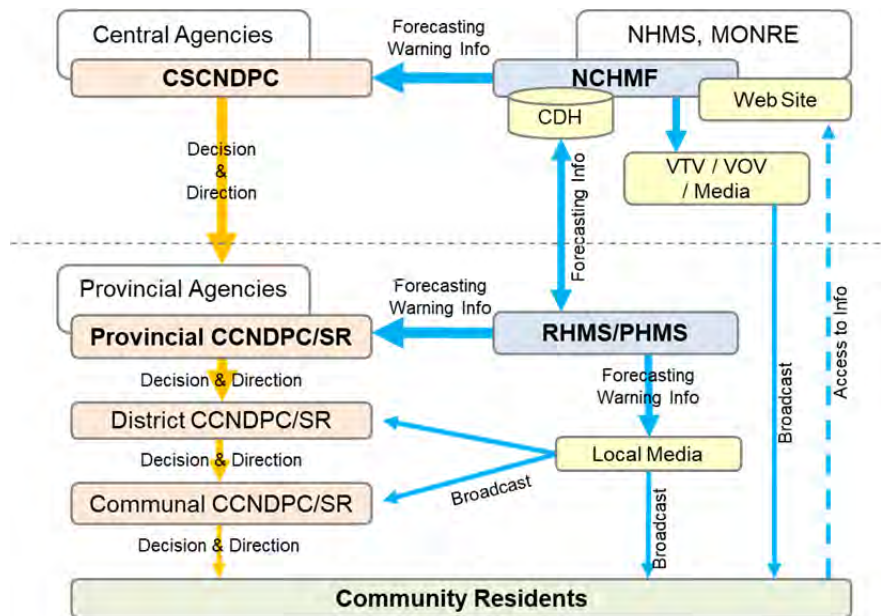 Central Agencies
CSCNDPC
Forecasting
Warning Info
NHMS, MONRE
NCHMF
Web Site
CDH
VTV / VOV
/ Media
Decision
&
Direction
Forecasting Info
Access to Info
Broadcast
Provincial Agencies
Provincial CCNDPC/SR
Forecasting
Warning Info
RHMS/PHMS
Decision & Direction
Forecasting
Warning Info
District CCNDPC/SR
Local Media
Decision & Direction
Broadcast
Communal CCNDPC/SR
Broadcast
Decision & Direction
Community Residents